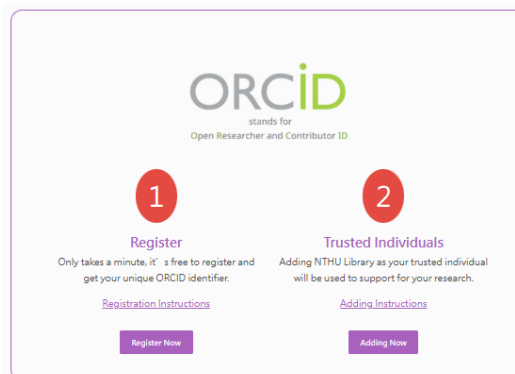 ORCiD
stands for
Open Researcher and Contributor ID
1
2
Register
Trusted Individuals
Only takes a minute, it's free to register and
get your unique ORCID identifier.
Adding NTHU Library as your trusted individual
will be used to support for your research.
Registration Instructions
Adding Instructions
Register Now
Adding Now